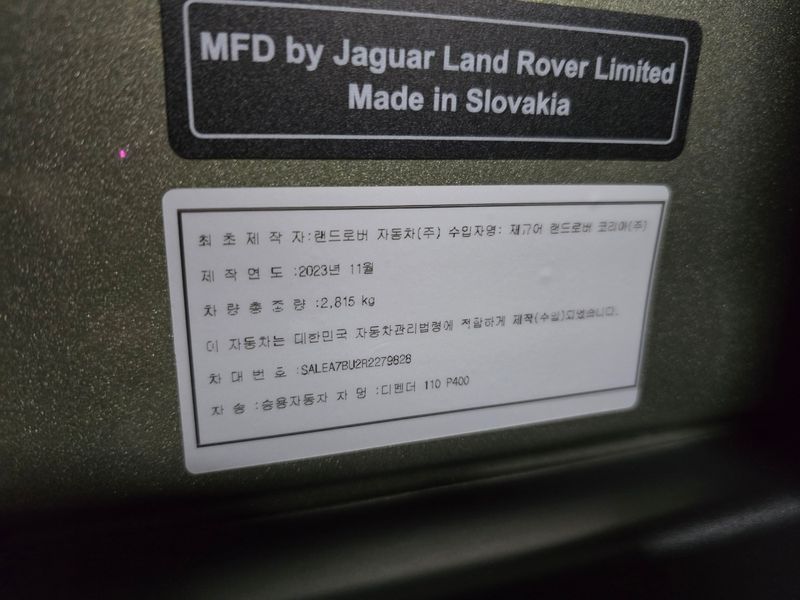 MFD by Jaguar Land Rover Limited
Made in Slovakia
최 초 제 작 자 :랜드로버 자동차(주) 수입자명: 재규어 랜드로버 코리아(주)
제 작 연 도 :2023년 11월
차 량 총 중 량 :2,815 kg
이 자동차는 대한민국 자동차관리법령에 적합하게 제작(수입)되었습니다.
차 대 번 호 :SALEA7BU2R2279828
차 종 :승용자동차 차 명 :디펜더 110 P400